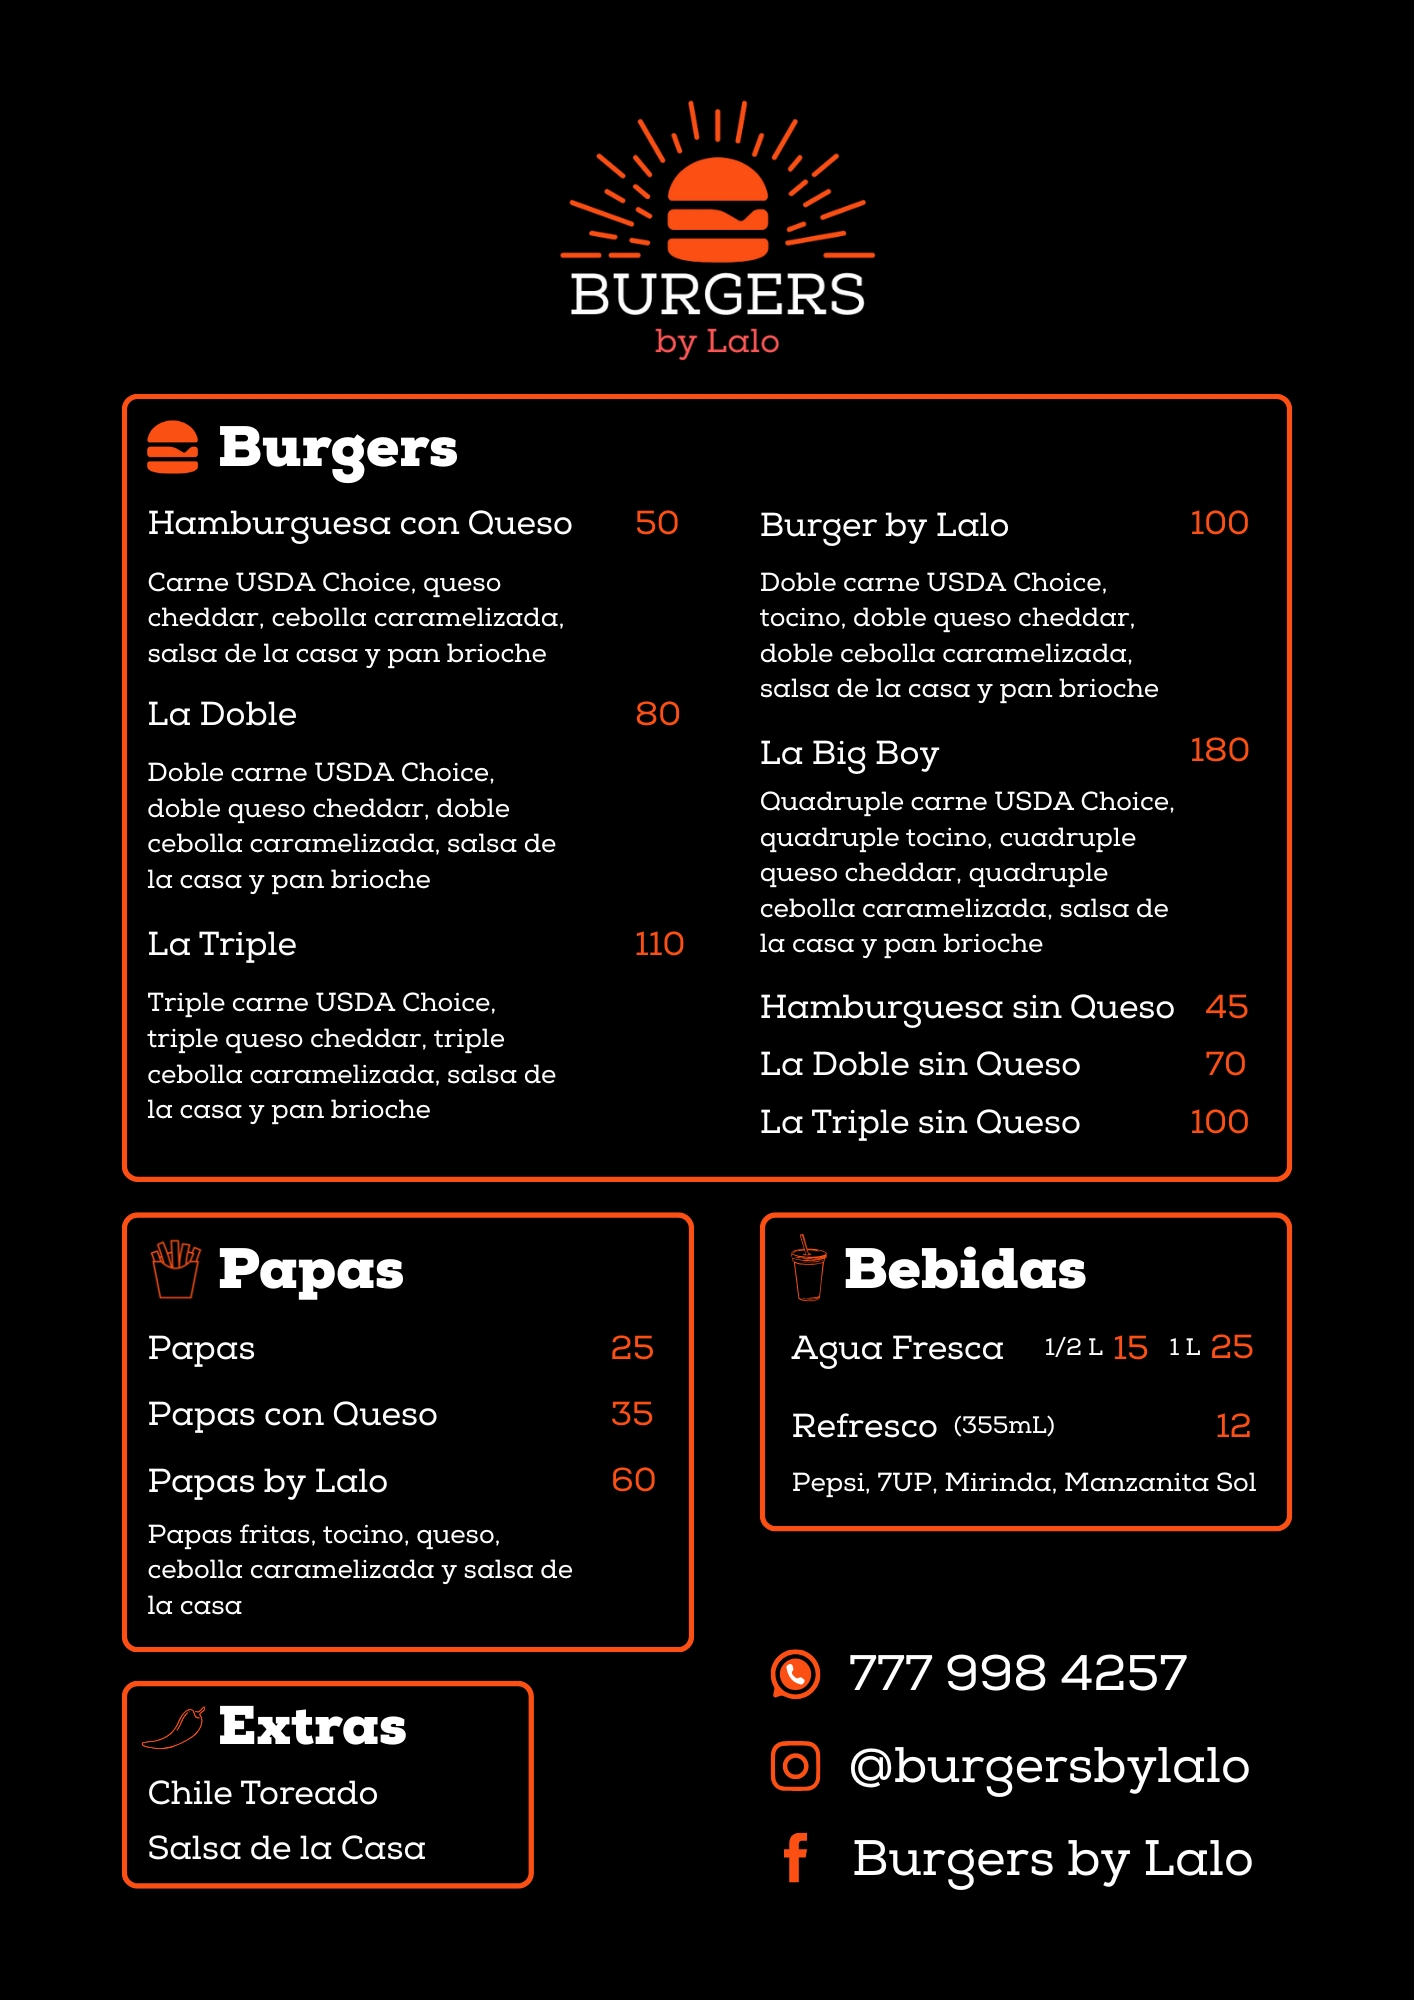 BURGERS
by Lalo
Burgers
Hamburguesa con Queso 50
Carne USDA Choice, queso
cheddar, cebolla caramelizada,
salsa de la casa y pan brioche
La Doble 80
Doble carne USDA Choice,
doble queso cheddar, doble
cebolla caramelizada, salsa de
la casa y pan brioche
La Triple 110
Triple carne USDA Choice,
triple queso cheddar, triple
cebolla caramelizada, salsa de
la casa y pan brioche
Burger by Lalo 100
Doble carne USDA Choice,
tocino, doble queso cheddar,
doble cebolla caramelizada,
salsa de la casa y pan brioche
La Big Boy 180
Quadruple carne USDA Choice,
quadruple tocino, cuadruple
queso cheddar, quadruple
cebolla caramelizada, salsa de
la casa y pan brioche
Hamburguesa sin Queso 45
La Doble sin Queso 70
La Triple sin Queso 100
Papas
Papas 25
Papas con Queso 35
Papas by Lalo 60
Papas fritas, tocino, queso,
cebolla caramelizada y salsa de
la casa
Bebidas
Agua Fresca 1/2 L 15 1 L 25
Refresco (355mL) 12
Pepsi, 7UP, Mirinda, Manzanita Sol
Extras
Chile Toreado
Salsa de la Casa
777 998 4257
@burgersbylalo
Burgers by Lalo